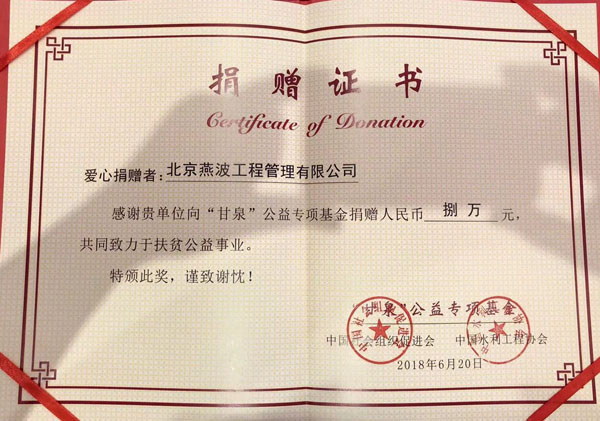 捐赠证书
Certificate of Donation
爱心捐赠者：北京燕波工程管理有限公司
感谢贵单位向“甘泉”公益专项基金捐赠人民币 捌万 元，
共同致力于扶贫公益事业。
特颁此奖，谨致谢忱！
“甘泉”公益专项基金
中国社会组织促进会 中国水利工程协会
2018年6月20日